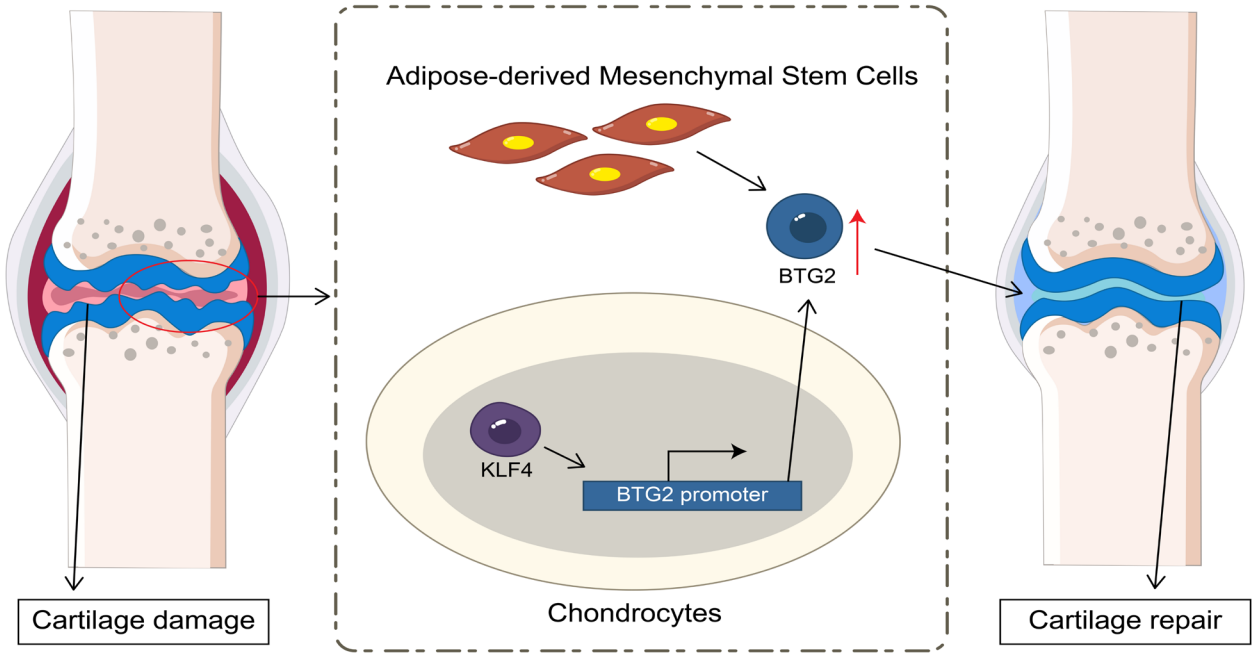 Adipose-derived Mesenchymal Stem Cells
BTG2
KLF4
BTG2 promoter
Chondrocytes
Cartilage damage
Cartilage repair